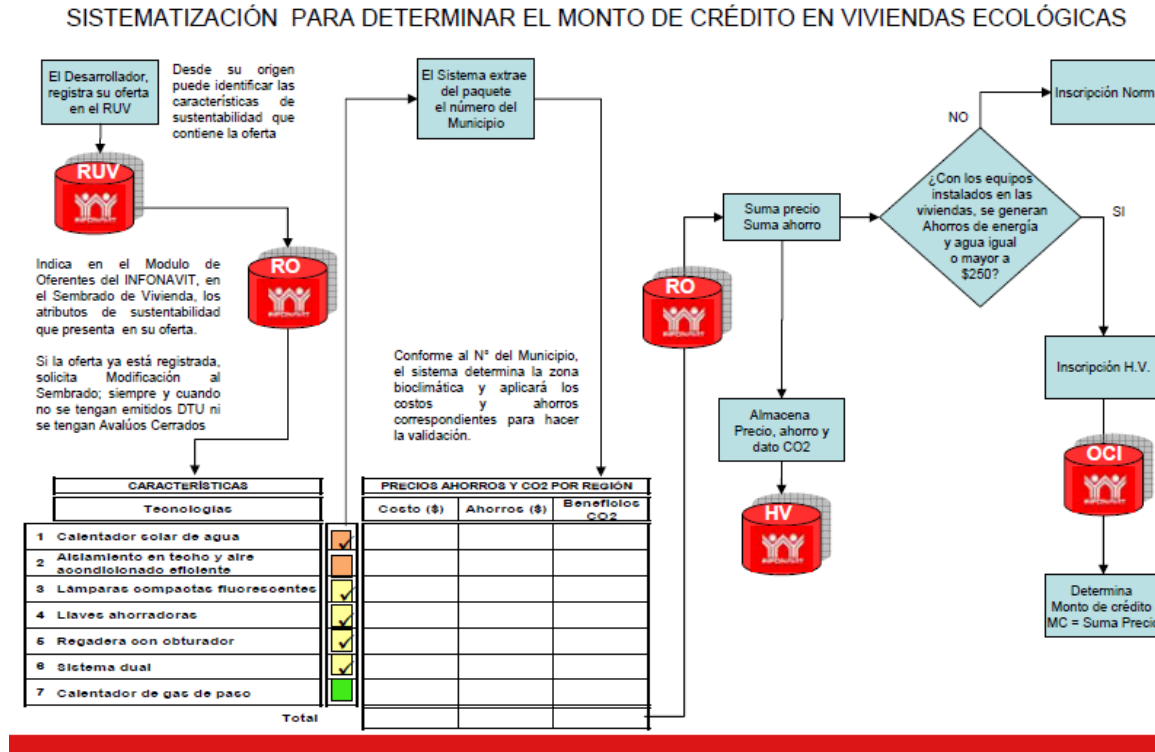 SISTEMATIZACIÓN PARA DETERMINAR EL MONTO DE CRÉDITO EN VIVIENDAS ECOLÓGICAS
El Desarrollador,
registra su oferta
en el RUV
Desde su origen
puede identificar las
características de
sustentabilidad que
contiene la oferta
RUV
INFONAVIT
RO
INFONAVIT
Indica en el Modulo de
Oferentes del INFONAVIT, en
el Sembrado de Vivienda, los
atributos de sustentabilidad
que presenta en su oferta.
Si la oferta ya está registrada,
solicita Modificación al
Sembrado; siempre y cuando
no se tengan emitidos DTU ni
se tengan Avalúos Cerrados
El Sistema extrae
del paquete
el número del
Municipio
Conforme al N° del Municipio,
el sistema determina la zona
bioclimática y aplicará los
costos y ahorros
correspondientes para hacer
la validación.
CARACTERÍSTICAS
Tecnologías
1 Calentador solar de agua
2 Aislamiento en techo y aire
acondicionado eficiente
3 Lámparas compactas fluorescentes
4 Llaves ahorradoras
5 Regadera con obturador
6 Sistema dual
7 Calentador de gas de paso
Total
PRECIOS AHORROS Y CO2 POR REGIÓN
Costo ($) Ahorros ($) Beneficios
CO2
RO
INFONAVIT
Suma precio
Suma ahorro
Almacena
Precio, ahorro y
dato CO2
HV
INFONAVIT
¿Con los equipos
instalados en las
viviendas, se generan
Ahorros de energía
y agua igual
o mayor a
$250?
NO
Inscripción Norm
SI
Inscripción H.V.
OCI
INFONAVIT
Determina
Monto de crédito
MC = Suma Precio